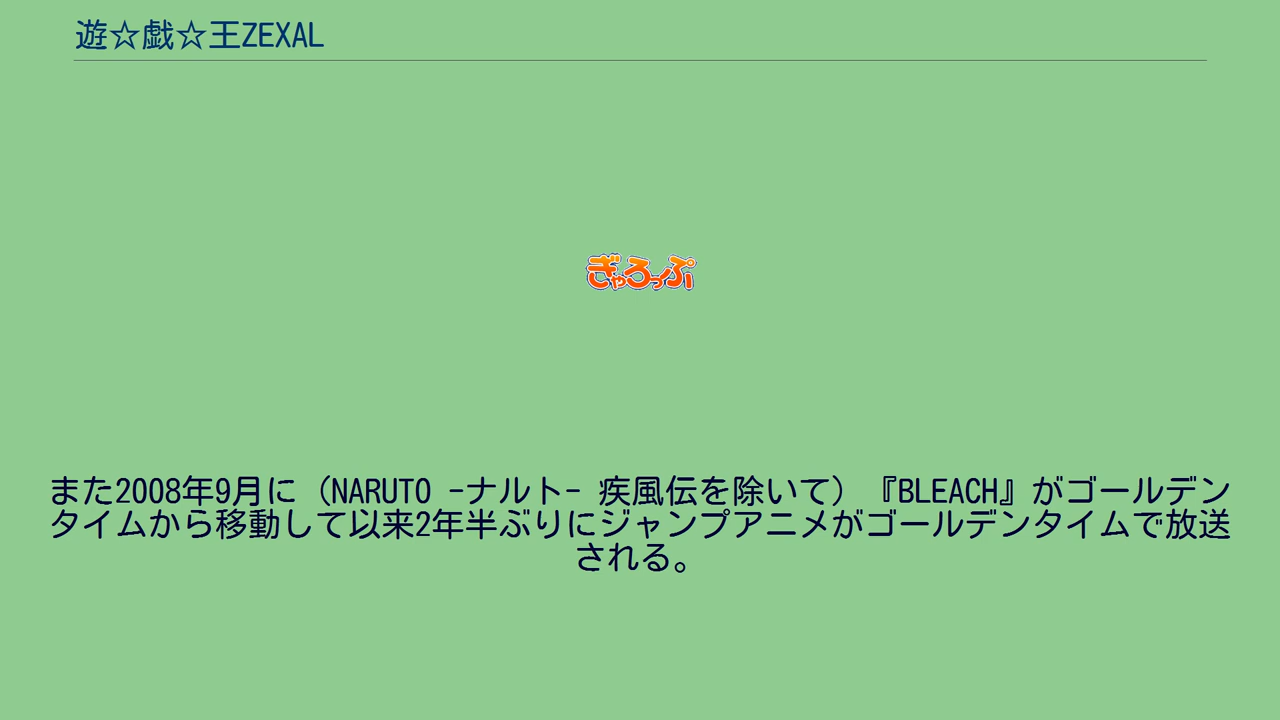 遊☆戯☆王ZEXAL
ぎゃろっぷ
また2008年9月に（NARUTO -ナルト- 疾風伝を除いて）『BLEACH』がゴールデン
タイムから移動して以来2年半ぶりにジャンプアニメがゴールデンタイムで放送
される。